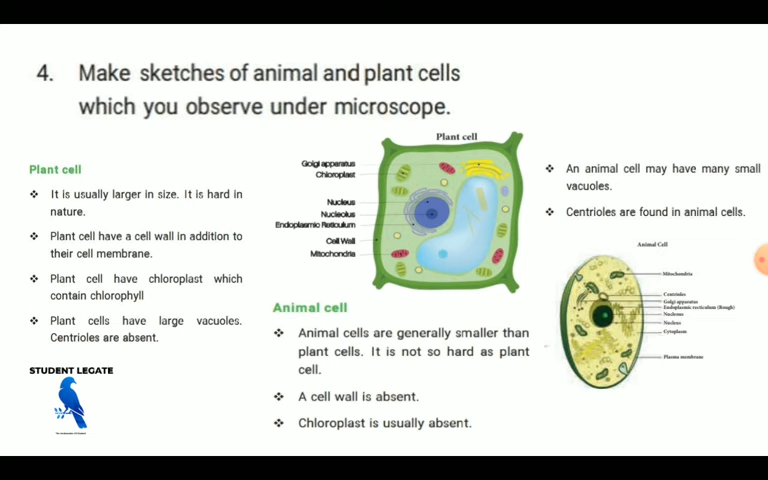 4. Make sketches of animal and plant cells
which you observe under microscope.
Plant cell
❖ It is usually larger in size. It is hard in
nature.
❖ Plant cell have a cell wall in addition to
their cell membrane.
❖ Plant cell have chloroplast which
contain chlorophyll
❖ Plant cells have large vacuoles.
Centrioles are absent.
STUDENT LEGATE
Plant cell
Golgi apparatus
Chloroplast
Nucleus
Nucleolus
Endoplasmic Reticulum
Cell Wall
Mitochondria
Animal cell
❖ Animal cells are generally smaller than
plant cells. It is not so hard as plant
cell.
❖ A cell wall is absent.
❖ Chloroplast is usually absent.
❖ An animal cell may have many small
vacuoles.
❖ Centrioles are found in animal cells.
Animal Cell
Mitochondria
Centrioles
Golgi apparatus
Endoplasmic recticulum (Rough)
Nucleus
Cytoplasm
Plasma membrane